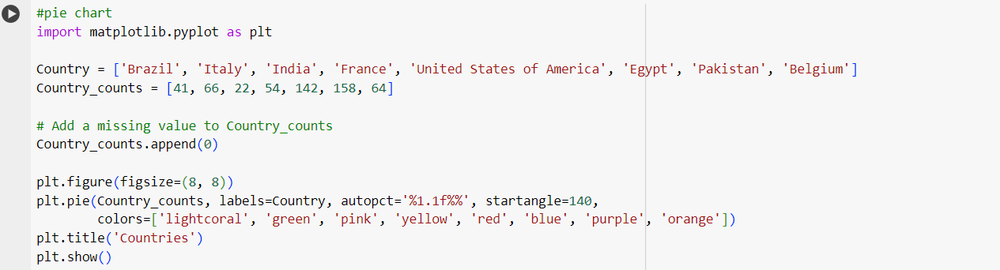 #pie chart
import matplotlib.pyplot as plt
Country = ['Brazil', 'Italy', 'India', 'France', 'United States of America', 'Egypt', 'Pakistan', 'Belgium']
Country_counts = [41, 66, 22, 54, 142, 158, 64]
# Add a missing value to Country_counts
Country_counts.append(0)
plt.figure(figsize=(8, 8))
plt.pie(Country_counts, labels=Country, autopct='%1.1f%%', startangle=140,
colors=['lightcoral', 'green', 'pink', 'yellow', 'red', 'blue', 'purple', 'orange'])
plt.title('Countries')
plt.show()